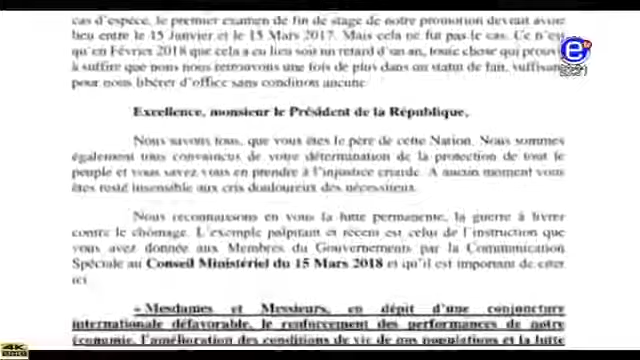 cas d'espèce, le premier examen de fin de stage de notre promotion devait avoir
lieu entre le 15 Janvier et le 15 Mars 2017. Mais cela ne fut pas le cas. Ce n'est
qu'en Février 2018 que cela a eu lieu soit un retard d'un an, toute chose qui prouve
à suffire que nous nous retrouvons une fois de plus dans un statut de fait, suffisant
pour nous libérer d'office sans condition aucune.
Excellence, monsieur le Président de la République,
Nous savons tous, que vous êtes le père de cette Nation. Nous sommes
également tous convaincus de votre détermination de la protection de tout le
peuple et vous savez vous en prendre à l'injustice criarde. A aucun moment vous
êtes resté insensible aux cris douloureux des nécessiteux.
Nous reconnaissons en vous la lutte permanente, la guerre à livrer
contre le chômage. L'exemple palpitant et récent est celui de l'instruction que
vous avez donnée aux Membres du Gouvernements par la Communication
Spéciale au Conseil Ministériel du 15 Mars 2018 et qu'il est important de citer
ici
« Mesdames et Messieurs, en dépit d'une conjoncture
internationale défavorable, le renforcement des performances de notre
économie, l'amélioration des conditions de vie de nos populations et la lutte
4K